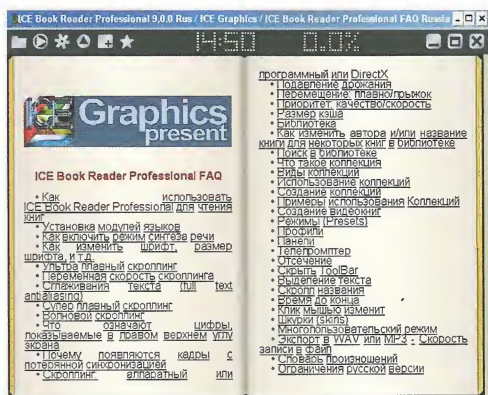 ICE Book Reader Professional 9,0,0 Rus / ICE Graphics / ICE Book Reader Professional FAQ Russia
14:50 0.0%
Graphics
present
ICE Book Reader Professional FAQ
• Как использовать
ICE Book Reader Professional для чтения
книг
• Установка модулей языков
• Как включить режим синтеза речи
• Как изменить шрифт, размер
шрифта, и т.д.
• Ультра плавный скроллинг
• Переменная скорость скроллинга
• Сглаживания текста (full text
antialiasing)
• Супер плавный скроллинг
• Волновой скроллинг
• Что означают цифры,
показываемые в правом верхнем углу
экрана
• Почему появляются кадры с
потерянной синхронизацией
• Скроллинг: аппаратный или
программный или DirectX
• Подавление дрожания
• Перемещение: плавно/прыжок
• Приоритет: качество/скорость
• Размер кэша
• Библиотека
• Как изменить автора и/или название
книги для некоторых книг в библиотеке
• Поиск в библиотеке
• Что такое коллекция
• Виды коллекций
• Использование коллекций
• Создание коллекций
• Примеры использования Коллекций
• Создание видеокниг
• Режимы (Presets)
• Профили
• Панели
• Телепромптер
• Отсечение
• Скрыть ToolBar
• Выделение текста
• Скролл названия
• Время до конца
• Клик мышью изменит
• Шкурки (skins)
• Многопользовательский режим
• Экспорт в WAV или MP3 - Скорость
записи в файл
• Словарь произношений
• Ограничения русской версии